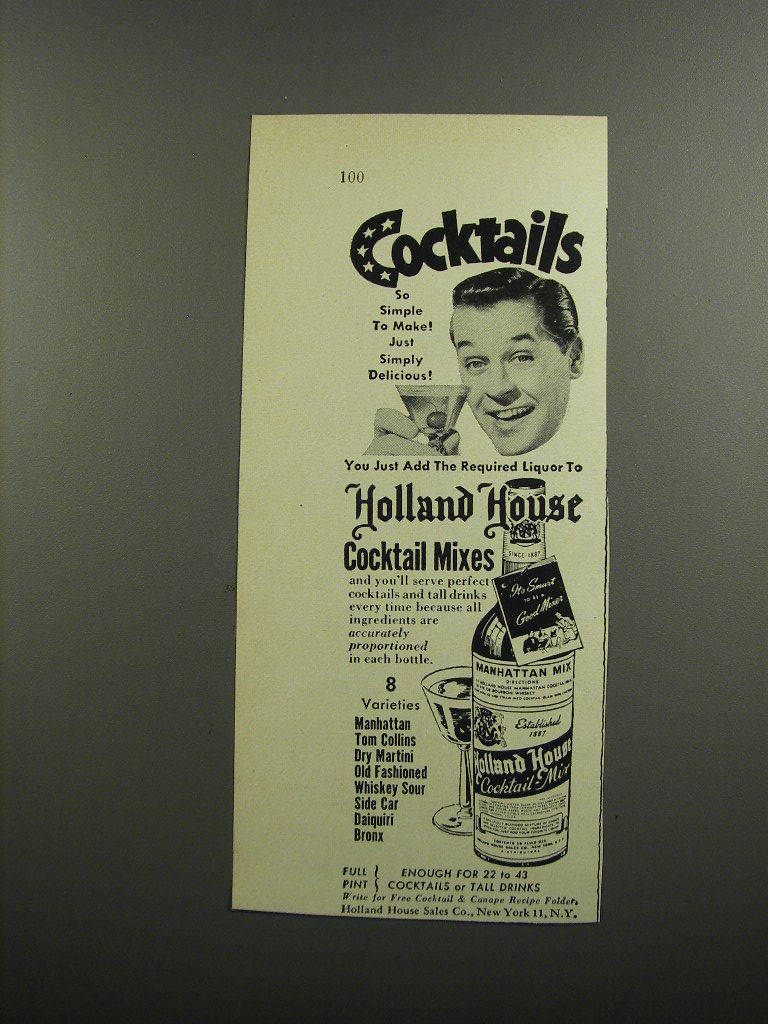 100
Cocktails
So
Simple
To Make!
Just
Simply
Delicious!
You Just Add The Required Liquor To
Holland House
Cocktail Mixes
and you'll serve perfect
cocktails and tall drinks
every time because all
ingredients are
accurately
proportioned
in each bottle.
8
Varieties
Manhattan
Tom Collins
Dry Martini
Old Fashioned
Whiskey Sour
Side Car
Daiquiri
Bronx
SINCE 1887
It's Smart
TO BE A
Good Mixer
MANHATTAN MIX
DIRECTIONS
Established
1887
Holland House
Cocktail-Mix
FULL PINT { ENOUGH FOR 22 to 43
COCKTAILS or TALL DRINKS
Write for Free Cocktail & Canape Recipe Folder.
Holland House Sales Co., New York 11, N.Y.